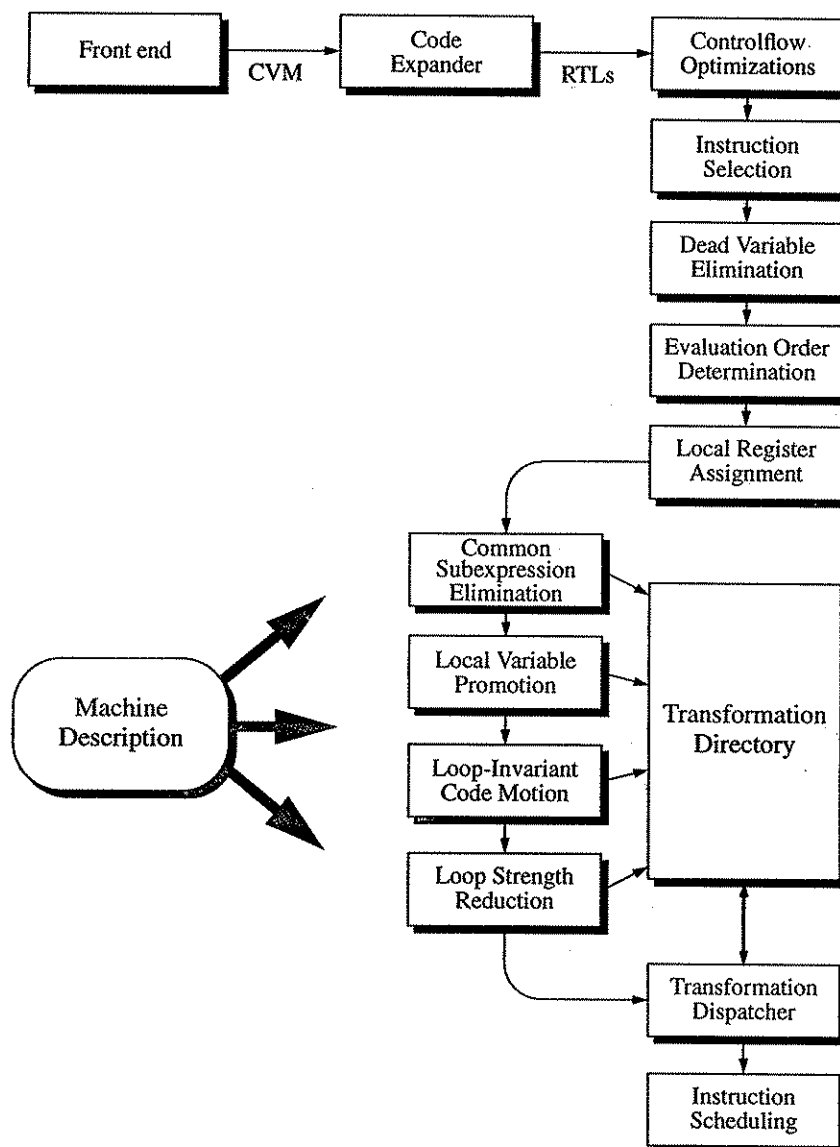 Front end
CVM
Code
Expander
RTLs
Controlflow
Optimizations
Instruction
Selection
Dead Variable
Elimination
Evaluation Order
Determination
Local Register
Assignment
Common
Subexpression
Elimination
Local Variable
Promotion
Loop-Invariant
Code Motion
Loop Strength
Reduction
Machine
Description
Transformation
Directory
Transformation
Dispatcher
Instruction
Scheduling